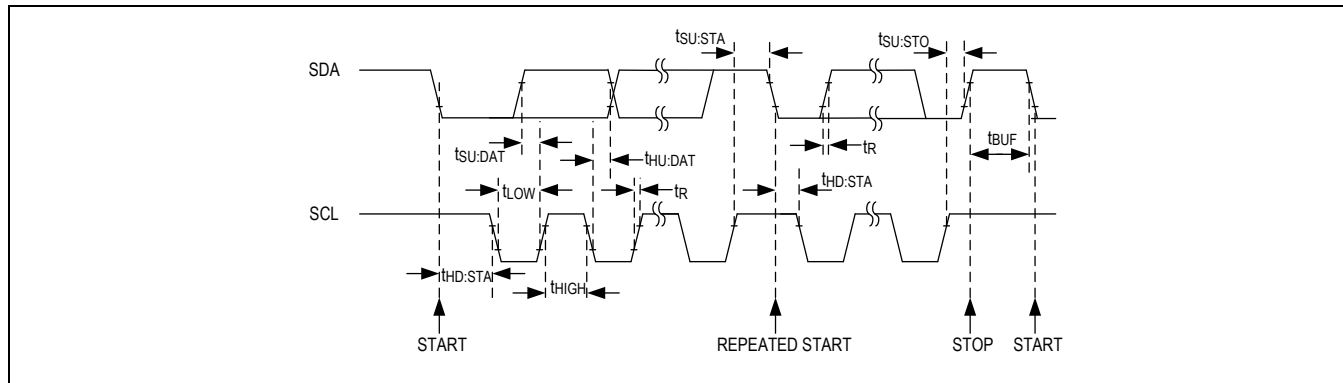 tSU:STA
tSU:STO
SDA
tBUF
tSU:DAT
tHU:DAT
tR
tLOW
tR
tHD:STA
SCL
tHD:STA
tHIGH
START
REPEATED START
STOP
START